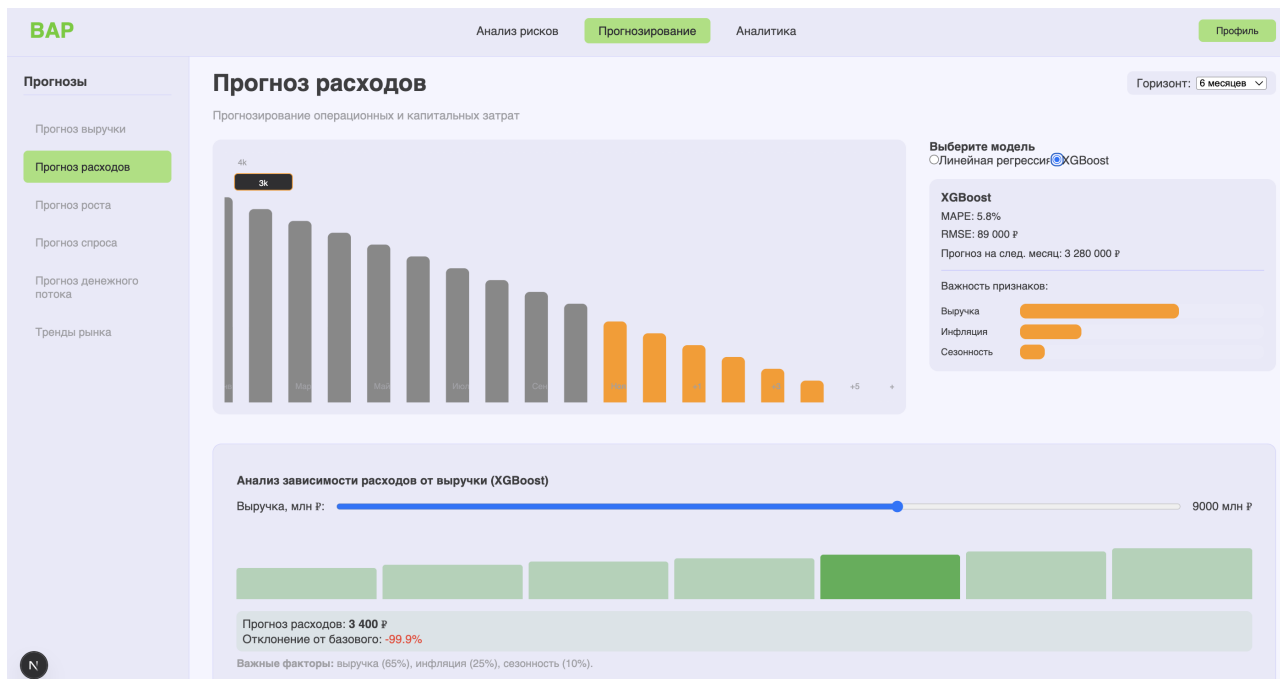 BAP
Анализ рисков
Прогнозирование
Аналитика
Профиль
Прогнозы
Прогноз выручки
Прогноз расходов
Прогноз роста
Прогноз спроса
Прогноз денежного
потока
Тренды рынка
Прогноз расходов
Горизонт: 6 месяцев
Прогнозирование операционных и капитальных затрат
4k
3k
Мар
Май
Июл
Сен
+1
+5
+
Выберите модель
Линейная регрессия
XGBoost
XGBoost
MAPE: 5.8%
RMSE: 89 000 ₽
Прогноз на след. месяц: 3 280 000 ₽
Важность признаков:
Выручка
Инфляция
Сезонность
Анализ зависимости расходов от выручки (XGBoost)
Выручка, млн ₽:
9000 млн ₽
Прогноз расходов: 3 400 ₽
Отклонение от базового: -99.9%
Важные факторы: выручка (65%), инфляция (25%), сезонность (10%).
N